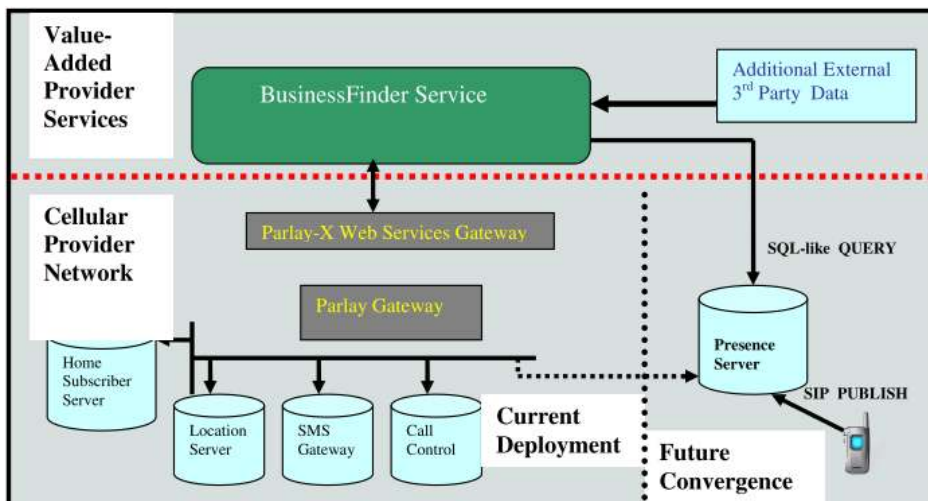 Value-
Added
Provider
Services
BusinessFinder Service
Additional External
3rd Party Data
Cellular
Provider
Network
Parlay-X Web Services Gateway
SQL-like QUERY
Parlay Gateway
Presence
Server
Home
Subscriber
Server
SIP PUBLISH
Location
Server
SMS
Gateway
Call
Control
Current
Deployment
Future
Convergence